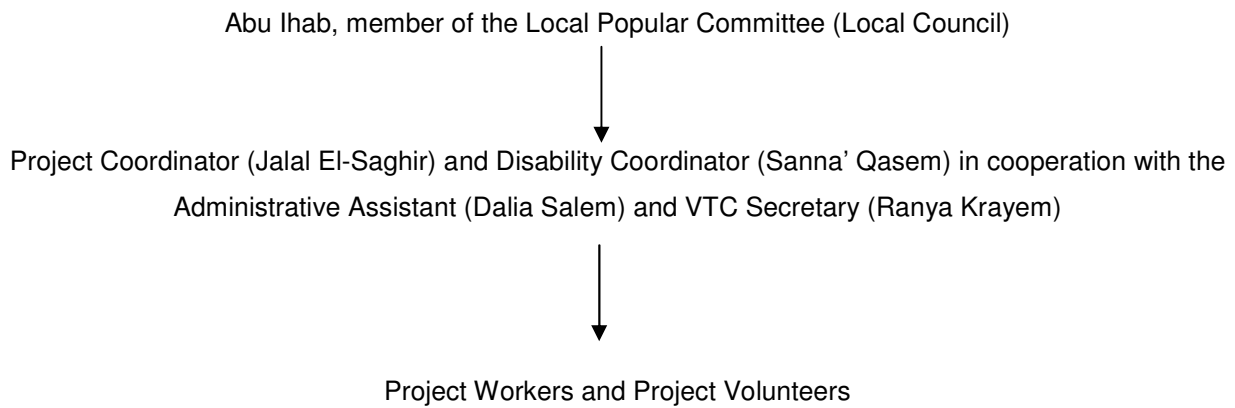 Abu Ihab, member of the Local Popular Committee (Local Council)
Project Coordinator (Jalal El-Saghir) and Disability Coordinator (Sanna’ Qasem) in cooperation with the
Administrative Assistant (Dalia Salem) and VTC Secretary (Ranya Krayem)
Project Workers and Project Volunteers